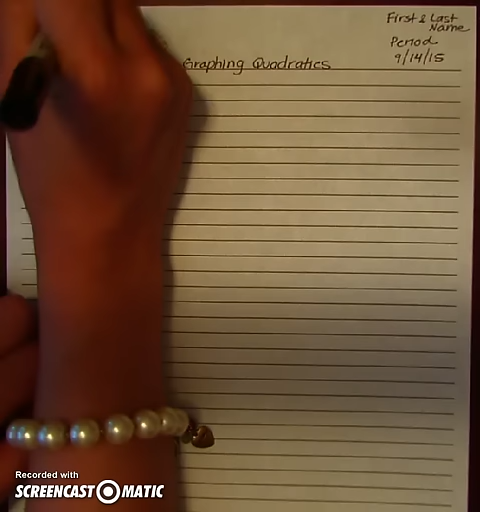 First & Last
Name
Period
9/14/15
Graphing Quadratics
Recorded with
SCREENCAST-O-MATIC